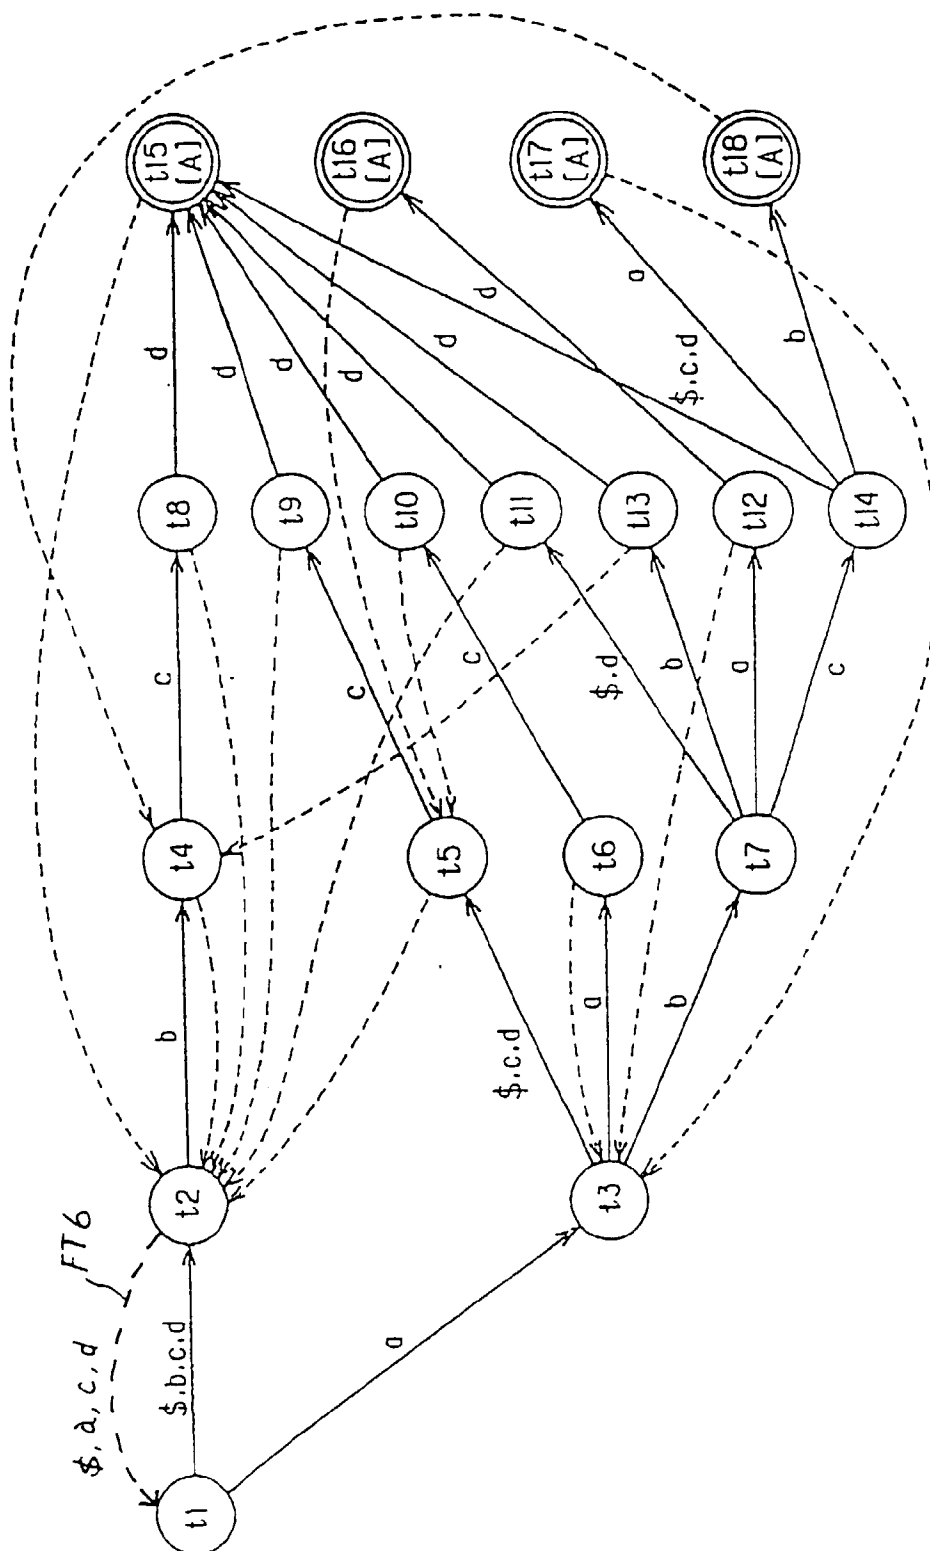 t15
[A]
t16
[A]
t17
[A]
t18
[A]
d
d
d
d
d
d
$.c.d
a
b
t8
t9
t10
t11
t13
t12
t14
c
c
c
$.d
b
a
c
t4
t5
t6
t7
b
$.c.d
a
b
t2
t3
FT6
$,a,c,d
$.b.c.d
a
t1